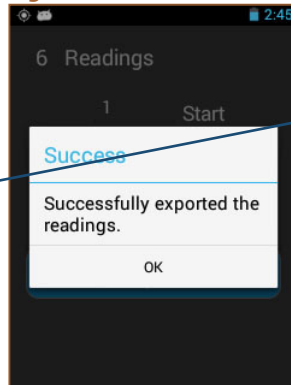 2:45
6 Readings
1 Start
Success
Successfully exported the
readings.
OK